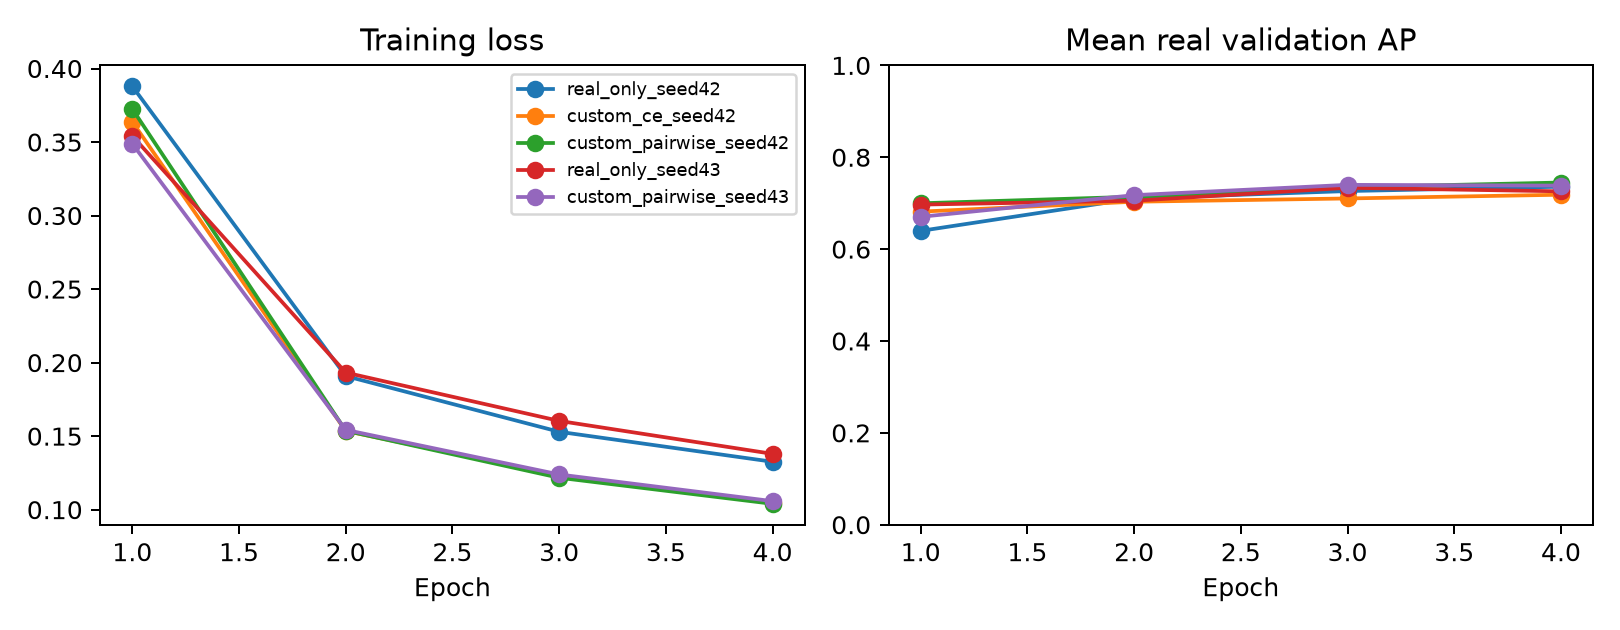 Training loss
0.40
0.35
0.30
0.25
0.20
0.15
0.10
1.0 1.5 2.0 2.5 3.0 3.5 4.0
Epoch
real_only_seed42
custom_ce_seed42
custom_pairwise_seed42
real_only_seed43
custom_pairwise_seed43
Mean real validation AP
1.0
0.8
0.6
0.4
0.2
0.0
1.0 1.5 2.0 2.5 3.0 3.5 4.0
Epoch